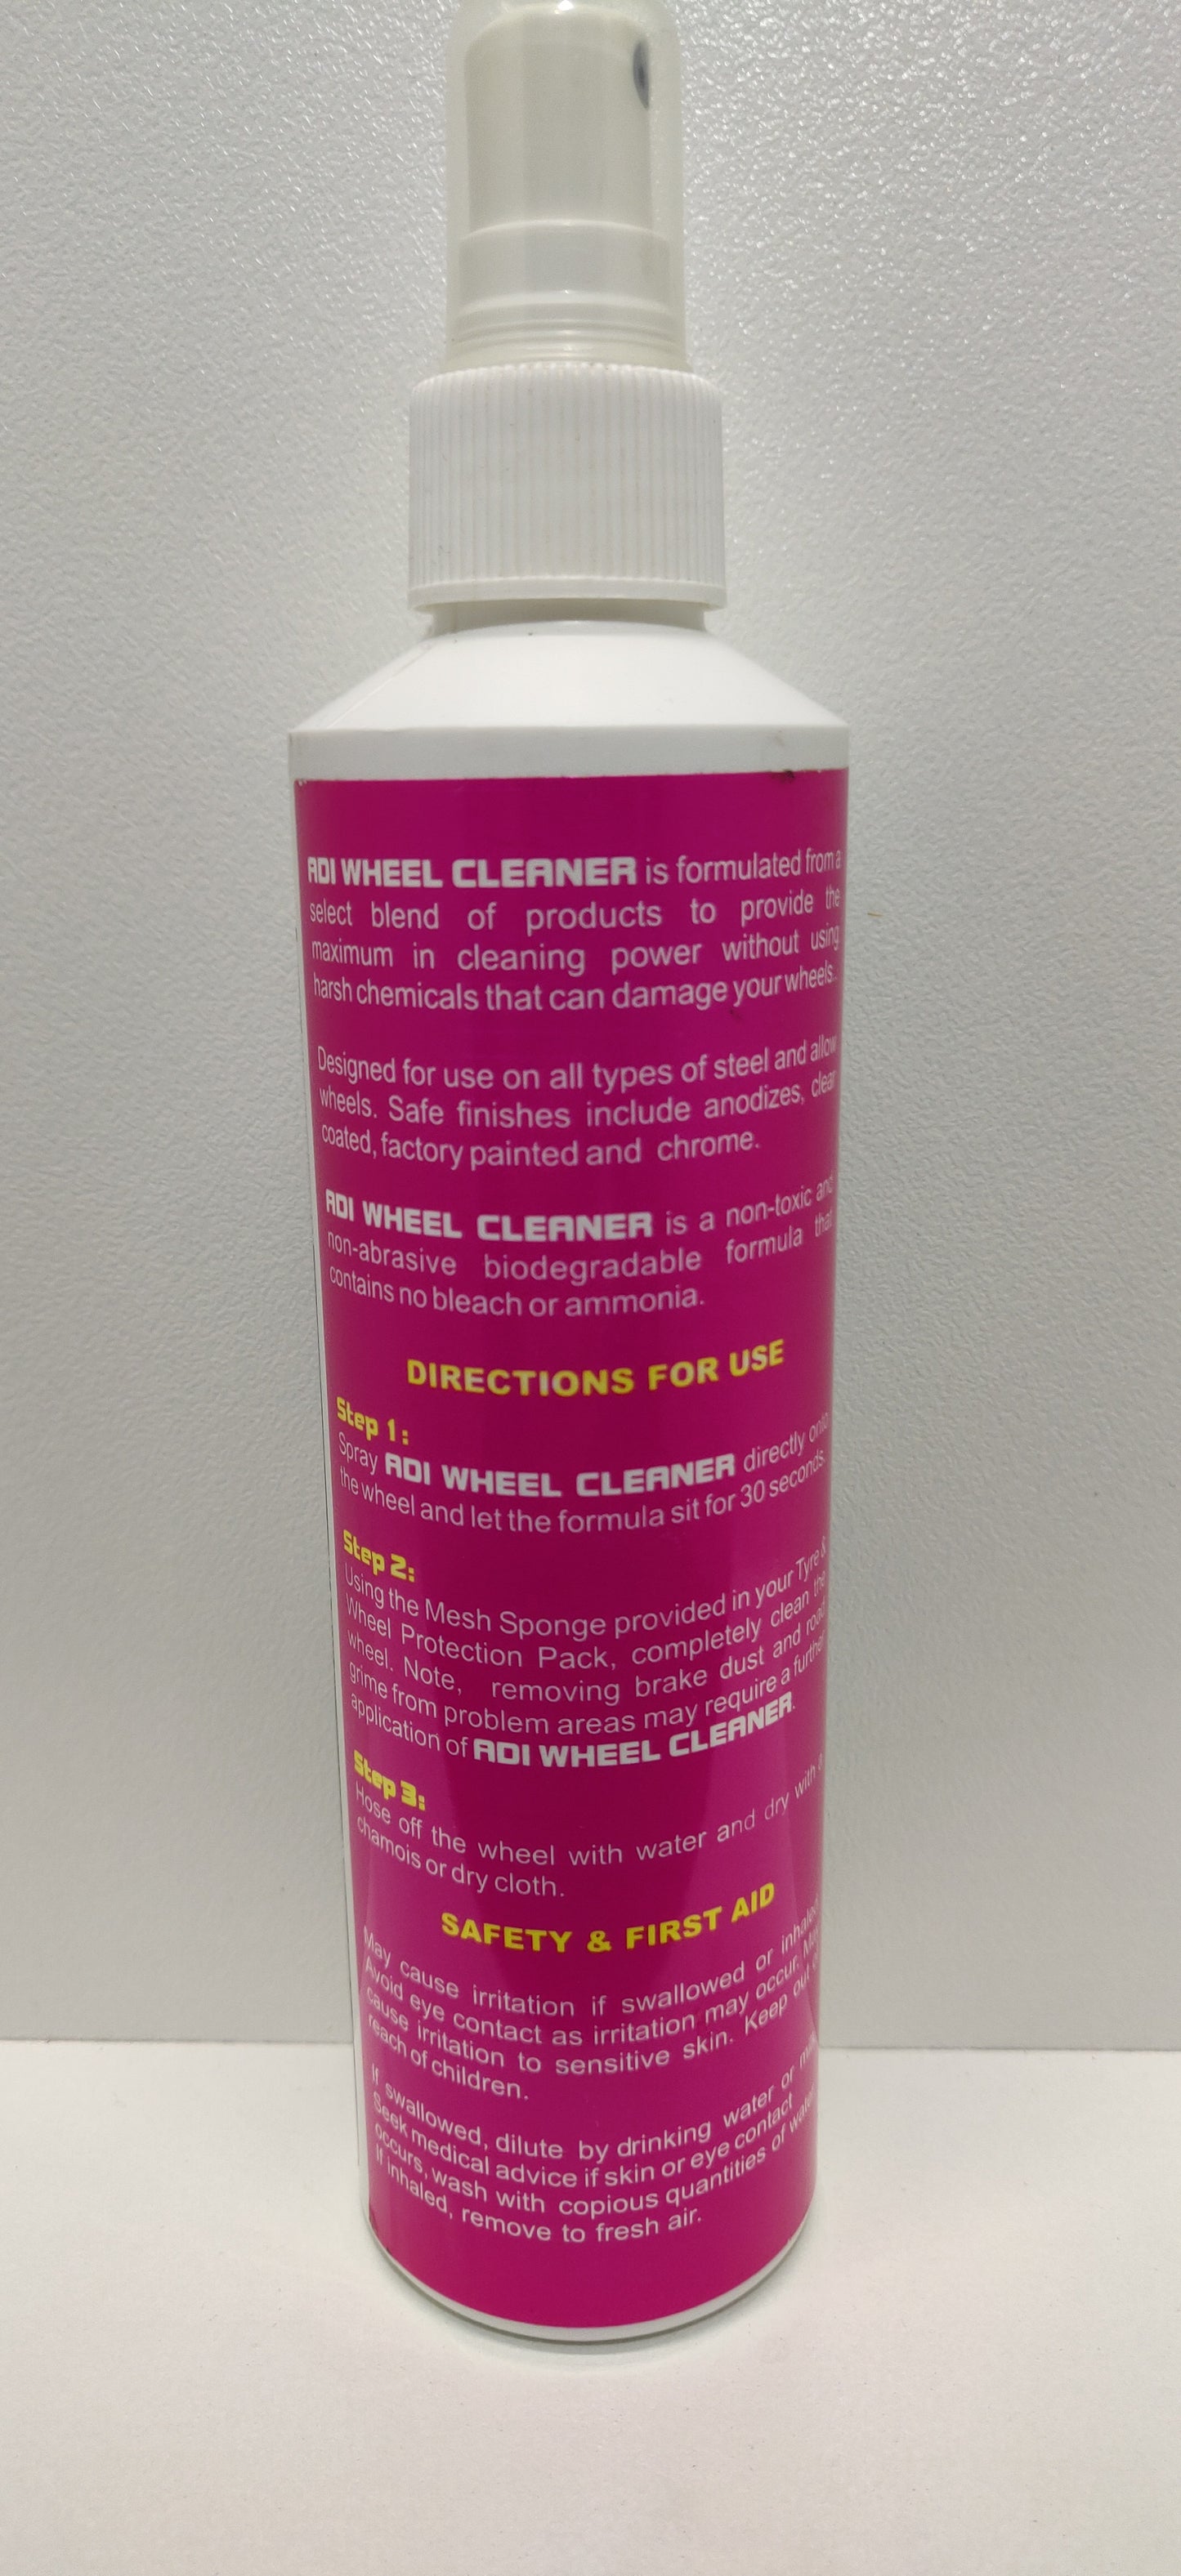 ADI WHEEL CLEANER is formulated from a
select blend of products to provide the
maximum in cleaning power without using
harsh chemicals that can damage your wheels.
Designed for use on all types of steel and allow
wheels. Safe finishes include anodizes, clear
coated, factory painted and chrome.
ADI WHEEL CLEANER is a non-toxic and
non-abrasive biodegradable formula that
contains no bleach or ammonia.
DIRECTIONS FOR USE
Step 1:
Spray ADI WHEEL CLEANER directly onto
the wheel and let the formula sit for 30 seconds.
Step 2:
Using the Mesh Sponge provided in your Tyre &
Wheel Protection Pack, completely clean the
wheel. Note, removing brake dust and road
grime from problem areas may require a further
application of ADI WHEEL CLEANER.
Step 3:
Hose off the wheel with water and dry with a
chamois or dry cloth.
SAFETY & FIRST AID
May cause irritation if swallowed or inhaled.
Avoid eye contact as irritation may occur. May
cause irritation to sensitive skin. Keep out of
reach of children.
If swallowed, dilute by drinking water or milk.
Seek medical advice if skin or eye contact
occurs, wash with copious quantities of water.
If inhaled, remove to fresh air.